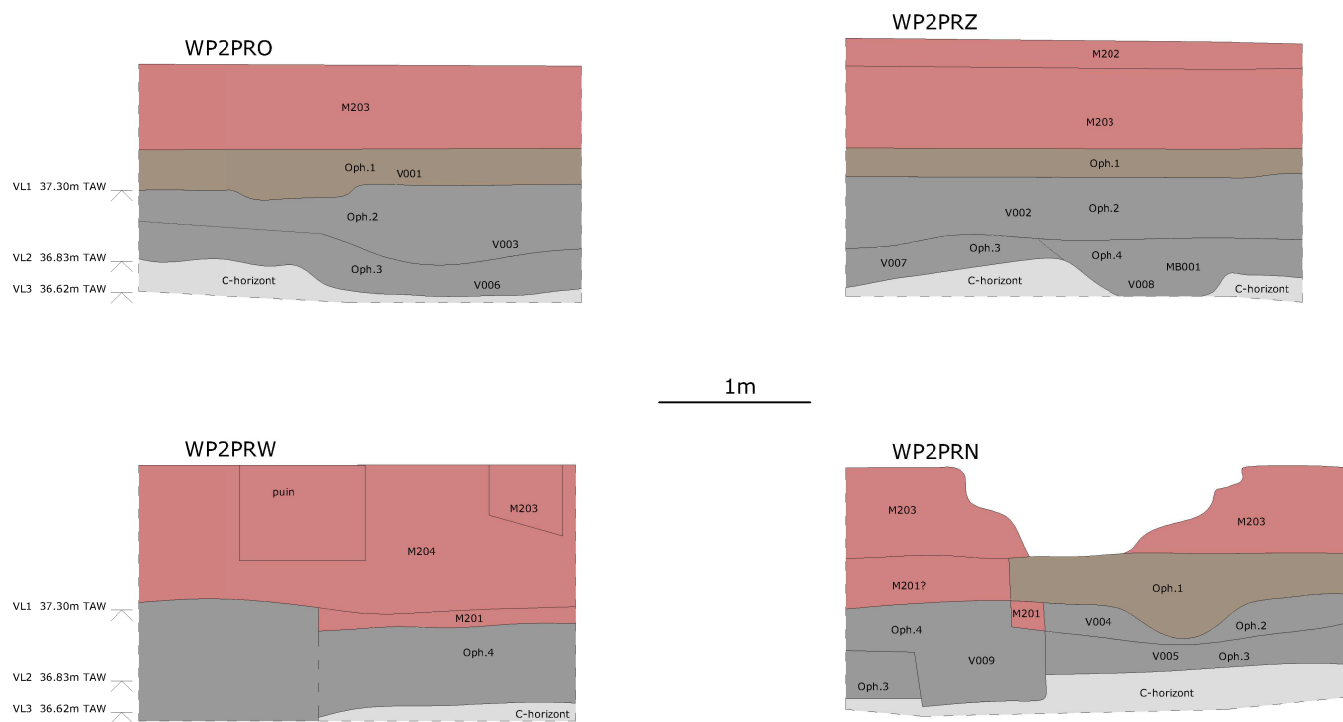 WP2PRO
M203
Oph.1
V001
VL1 37.30m TAW
Oph.2
V003
VL2 36.83m TAW
Oph.3
C-horizont
V006
VL3 36.62m TAW
WP2PRZ
M202
M203
Oph.1
V002
Oph.2
Oph.3
Oph.4
V007
MB001
C-horizont
V008
C-horizont
1m
WP2PRW
puin
M203
M204
VL1 37.30m TAW
M201
Oph.4
VL2 36.83m TAW
VL3 36.62m TAW
C-horizont
WP2PRN
M203
M203
M201?
Oph.1
M201
V004
Oph.2
Oph.4
V009
V005
Oph.3
Oph.3
C-horizont